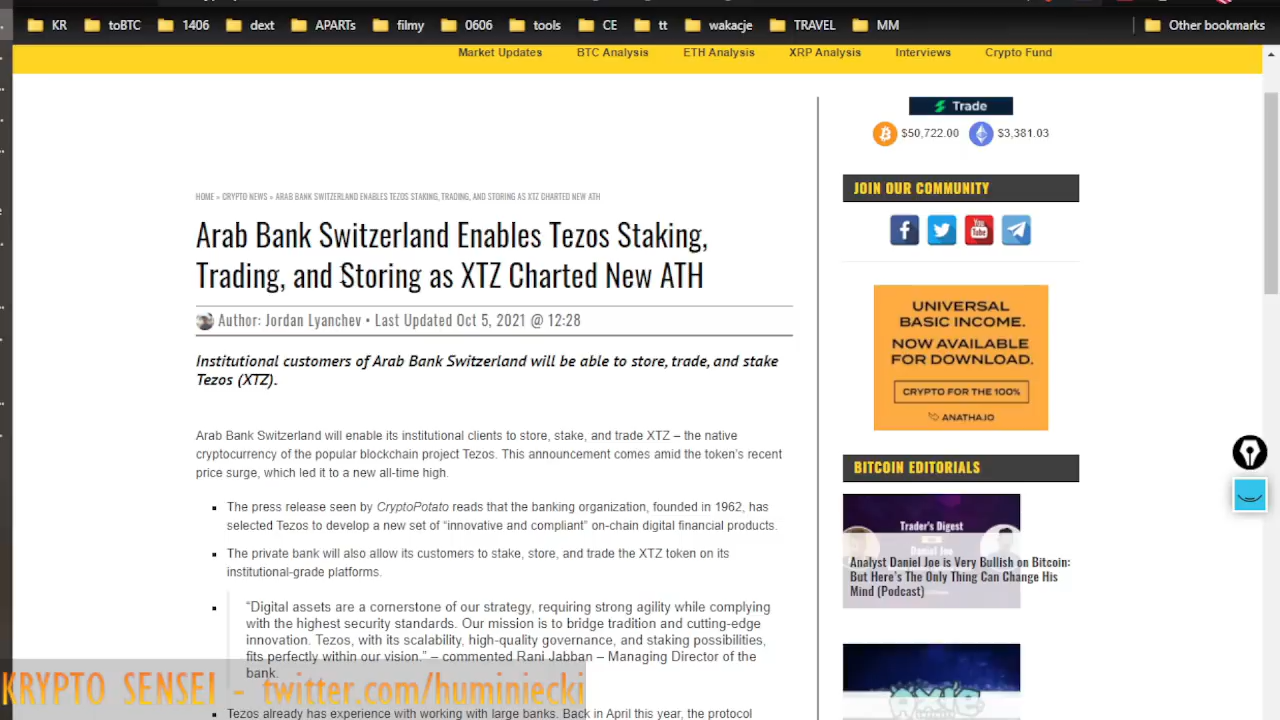 KR toBTC 1406 dext APARTs filmy 0606 tools CE tt wakacje TRAVEL MM Other bookmarks
Market Updates BTC Analysis ETH Analysis XRP Analysis Interviews Crypto Fund
Trade
$50,722.00 $3,381.03
HOME » CRYPTO NEWS » ARAB BANK SWITZERLAND ENABLES TEZOS STAKING, TRADING, AND STORING AS XTZ CHARTED NEW ATH
Arab Bank Switzerland Enables Tezos Staking,
Trading, and Storing as XTZ Charted New ATH
Author: Jordan Lyanchev • Last Updated Oct 5, 2021 @ 12:28
Institutional customers of Arab Bank Switzerland will be able to store, trade, and stake
Tezos (XTZ).
Arab Bank Switzerland will enable its institutional clients to store, stake, and trade XTZ – the native
cryptocurrency of the popular blockchain project Tezos. This announcement comes amid the token's recent
price surge, which led it to a new all-time high.
The press release seen by CryptoPotato reads that the banking organization, founded in 1962, has
selected Tezos to develop a new set of “innovative and compliant” on-chain digital financial products.
The private bank will also allow its customers to stake, store, and trade the XTZ token on its
institutional-grade platforms.
“Digital assets are a cornerstone of our strategy, requiring strong agility while complying
with the highest security standards. Our mission is to bridge tradition and cutting-edge
innovation. Tezos, with its scalability, high-quality governance, and staking possibilities,
fits perfectly within our vision.” – commented Rani Jabban – Managing Director of the
bank.
Tezos already has experience with working with large banks. Back in April this year, the protocol
JOIN OUR COMMUNITY
You
Tube
UNIVERSAL
BASIC INCOME.
NOW AVAILABLE
FOR DOWNLOAD.
CRYPTO FOR THE 100%
ANATHA.IO
BITCOIN EDITORIALS
Trader's Digest
Daniel Joe
Analyst Daniel Joe is Very Bullish on Bitcoin:
But Here's The Only Thing Can Change His
Mind (Podcast)
KRYPTO SENSEI - twitter.com/huminiecki